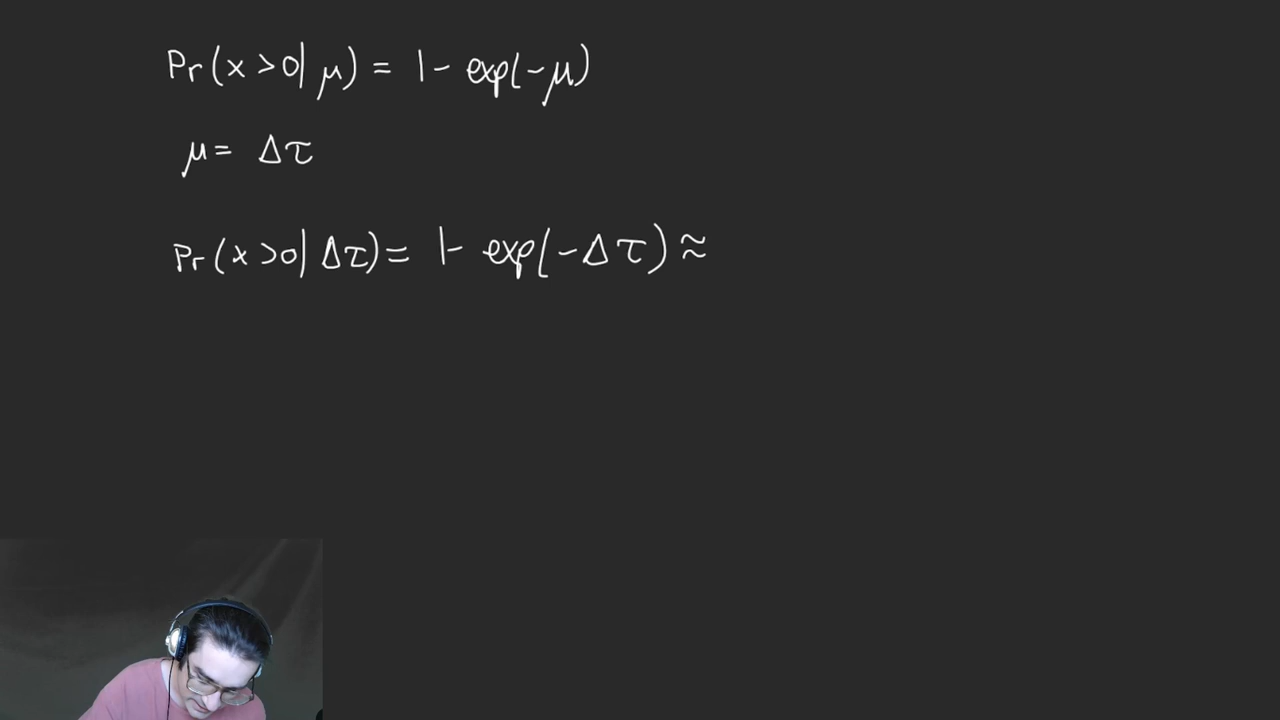 Pr(x>0|μ) = 1- exp(-μ)
μ= Δτ
Pr(x>0|Δτ)= 1- exp(-Δτ)≈